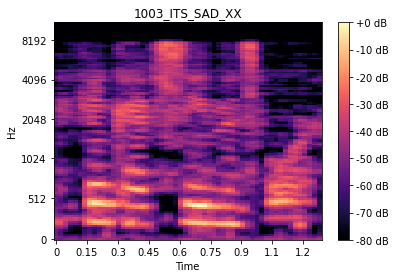 1003_ITS_SAD_XX
Hz
8192
4096
2048
1024
512
0
0 0.15 0.3 0.45 0.6 0.75 0.9 1.1 1.2
Time
+0 dB
-10 dB
-20 dB
-30 dB
-40 dB
-50 dB
-60 dB
-70 dB
-80 dB